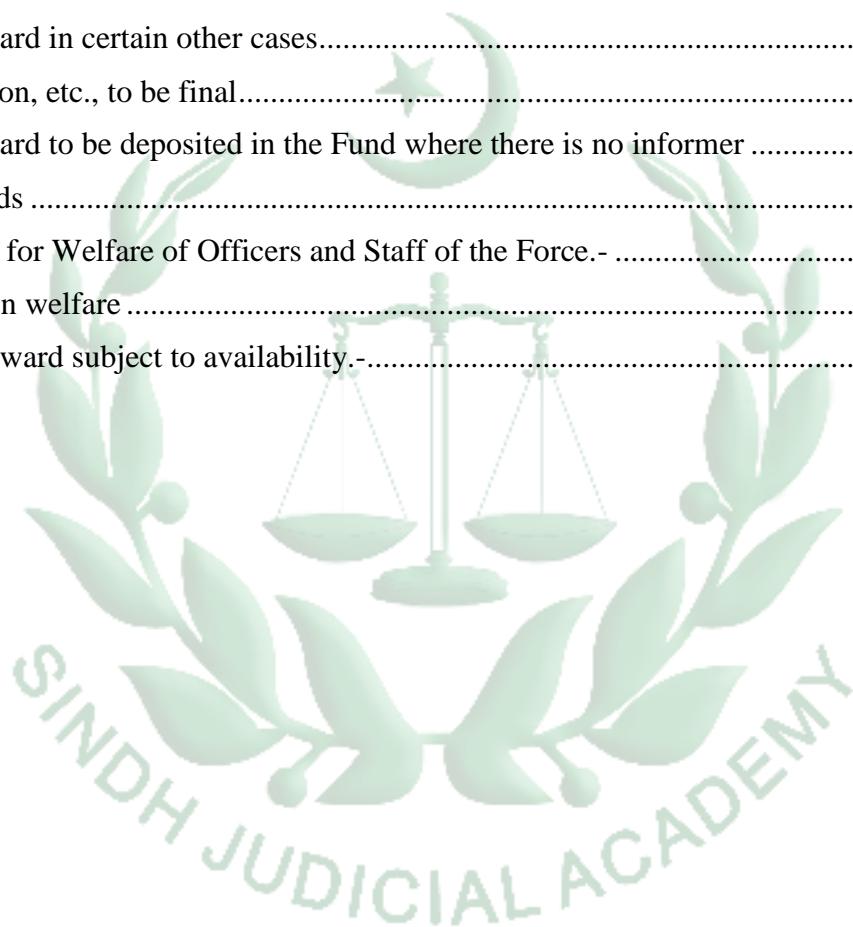 ard in certain other cases................................................................
on, etc., to be final..........................................................................
ard to be deposited in the Fund where there is no informer .............
ds ....................................................................................................
for Welfare of Officers and Staff of the Force.- ..........................
n welfare ........................................................................................
ward subject to availability.-...........................................................
SINDH JUDICIAL ACADEMY